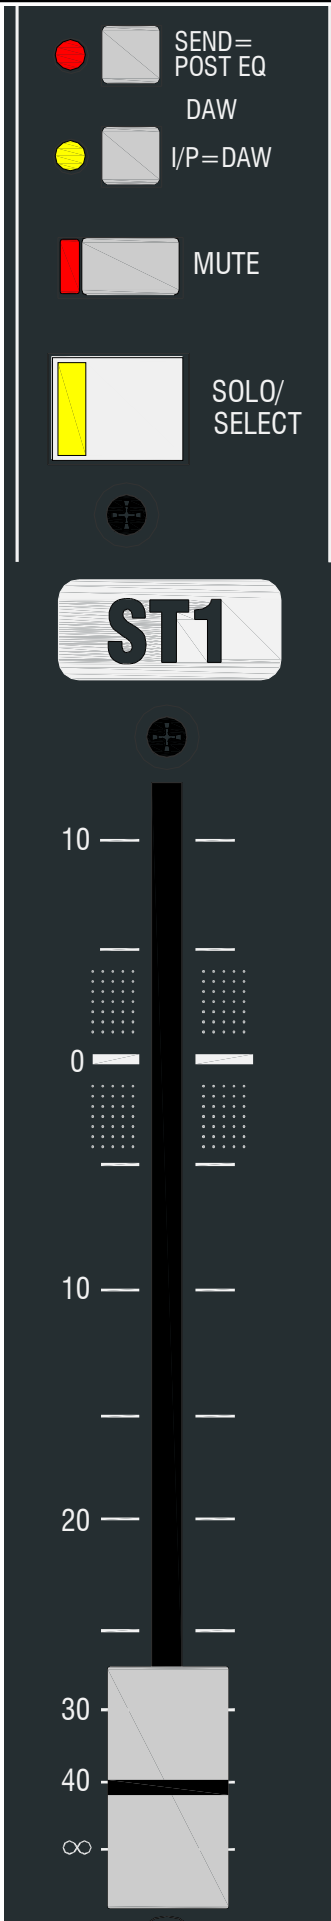 SEND=
POST EQ
DAW
I/P=DAW
MUTE
SOLO/
SELECT
ST1
10
0
10
20
30
40
∞